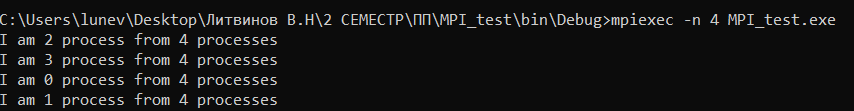 C:\Users\lunev\Desktop\Литвинов В.Н\2 СЕМЕСТР\ПП\MPI_test\bin\Debug>mpiexec -n 4 MPI_test.exe
I am 2 process from 4 processes
I am 3 process from 4 processes
I am 0 process from 4 processes
I am 1 process from 4 processes